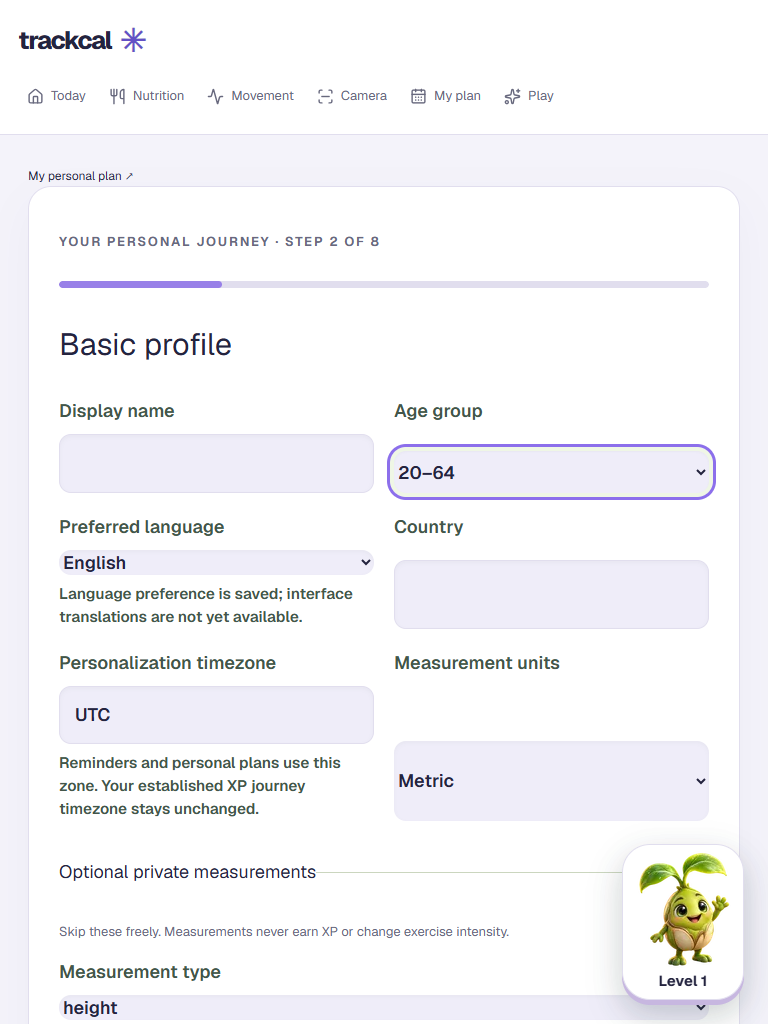 trackcal
Today Nutrition Movement Camera My plan Play
My personal plan ↗
YOUR PERSONAL JOURNEY · STEP 2 OF 8
Basic profile
Display name
Age group
20–64
Preferred language
English
Language preference is saved; interface
translations are not yet available.
Country
Personalization timezone
UTC
Reminders and personal plans use this
zone. Your established XP journey
timezone stays unchanged.
Measurement units
Metric
Optional private measurements
Skip these freely. Measurements never earn XP or change exercise intensity.
Measurement type
height
Level 1